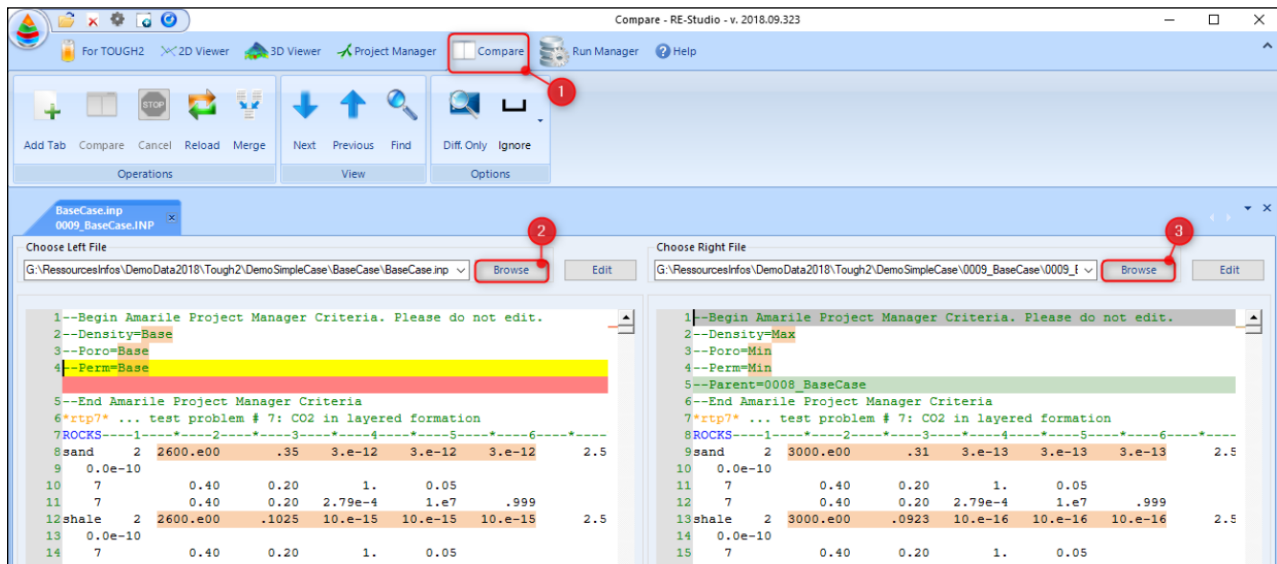 Compare - RE-Studio - v. 2018.09.323
For TOUGH2 2D Viewer 3D Viewer Project Manager Compare Run Manager Help
1
STOP
Add Tab Compare Cancel Reload Merge Next Previous Find Diff. Only Ignore
Operations View Options
BaseCase.inp
0009_BaseCase.INP
2 3
Choose Left File Choose Right File
G:\RessourcesInfos\DemoData2018\Tough2\DemoSimpleCase\BaseCase\BaseCase.inp Browse Edit G:\RessourcesInfos\DemoData2018\Tough2\DemoSimpleCase\0009_BaseCase\0009_ Browse Edit
1 --Begin Amarile Project Manager Criteria. Please do not edit.
2 --Density=Base
3 --Poro=Base
4 --Perm=Base
5 --End Amarile Project Manager Criteria
6 *rtp7* ... test problem # 7: CO2 in layered formation
7 ROCKS----1----*----2----*----3----*----4----*----5----*----6----*----
8 sand 2 2600.e00 .35 3.e-12 3.e-12 3.e-12 2.5
9 0.0e-10
10 7 0.40 0.20 1. 0.05
11 7 0.40 0.20 2.79e-4 1.e7 .999
12 shale 2 2600.e00 .1025 10.e-15 10.e-15 10.e-15 2.5
13 0.0e-10
14 7 0.40 0.20 1. 0.05
1 --Begin Amarile Project Manager Criteria. Please do not edit.
2 --Density=Max
3 --Poro=Min
4 --Perm=Min
5 --Parent=0008_BaseCase
6 --End Amarile Project Manager Criteria
7 *rtp7* ... test problem # 7: CO2 in layered formation
8 ROCKS----1----*----2----*----3----*----4----*----5----*----6----*----
9 sand 2 3000.e00 .31 3.e-13 3.e-13 3.e-13 2.5
10 0.0e-10
11 7 0.40 0.20 1. 0.05
12 7 0.40 0.20 2.79e-4 1.e7 .999
13 shale 2 3000.e00 .0923 10.e-16 10.e-16 10.e-16 2.5
14 0.0e-10
15 7 0.40 0.20 1. 0.05